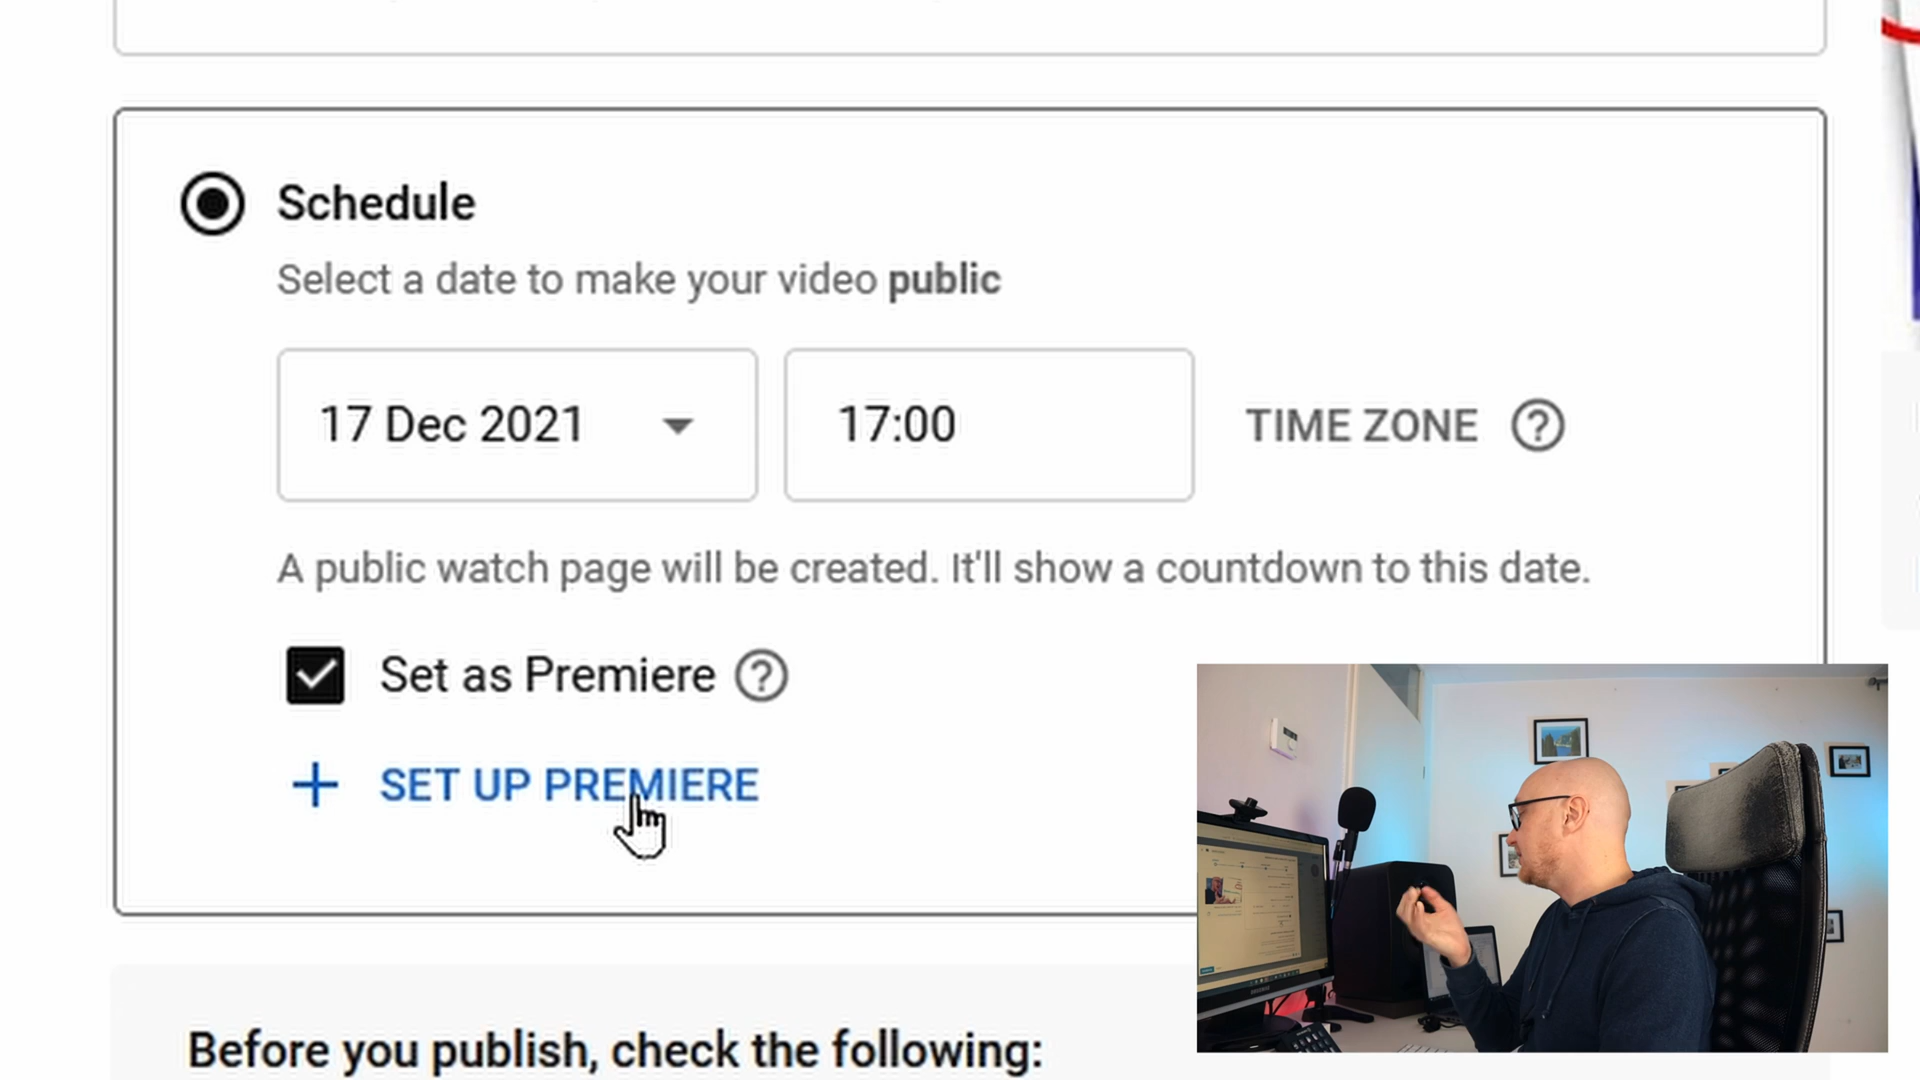 Schedule
Select a date to make your video public
17 Dec 2021
17:00
TIME ZONE
A public watch page will be created. It'll show a countdown to this date.
Set as Premiere
SET UP PREMIERE
Before you publish, check the following: